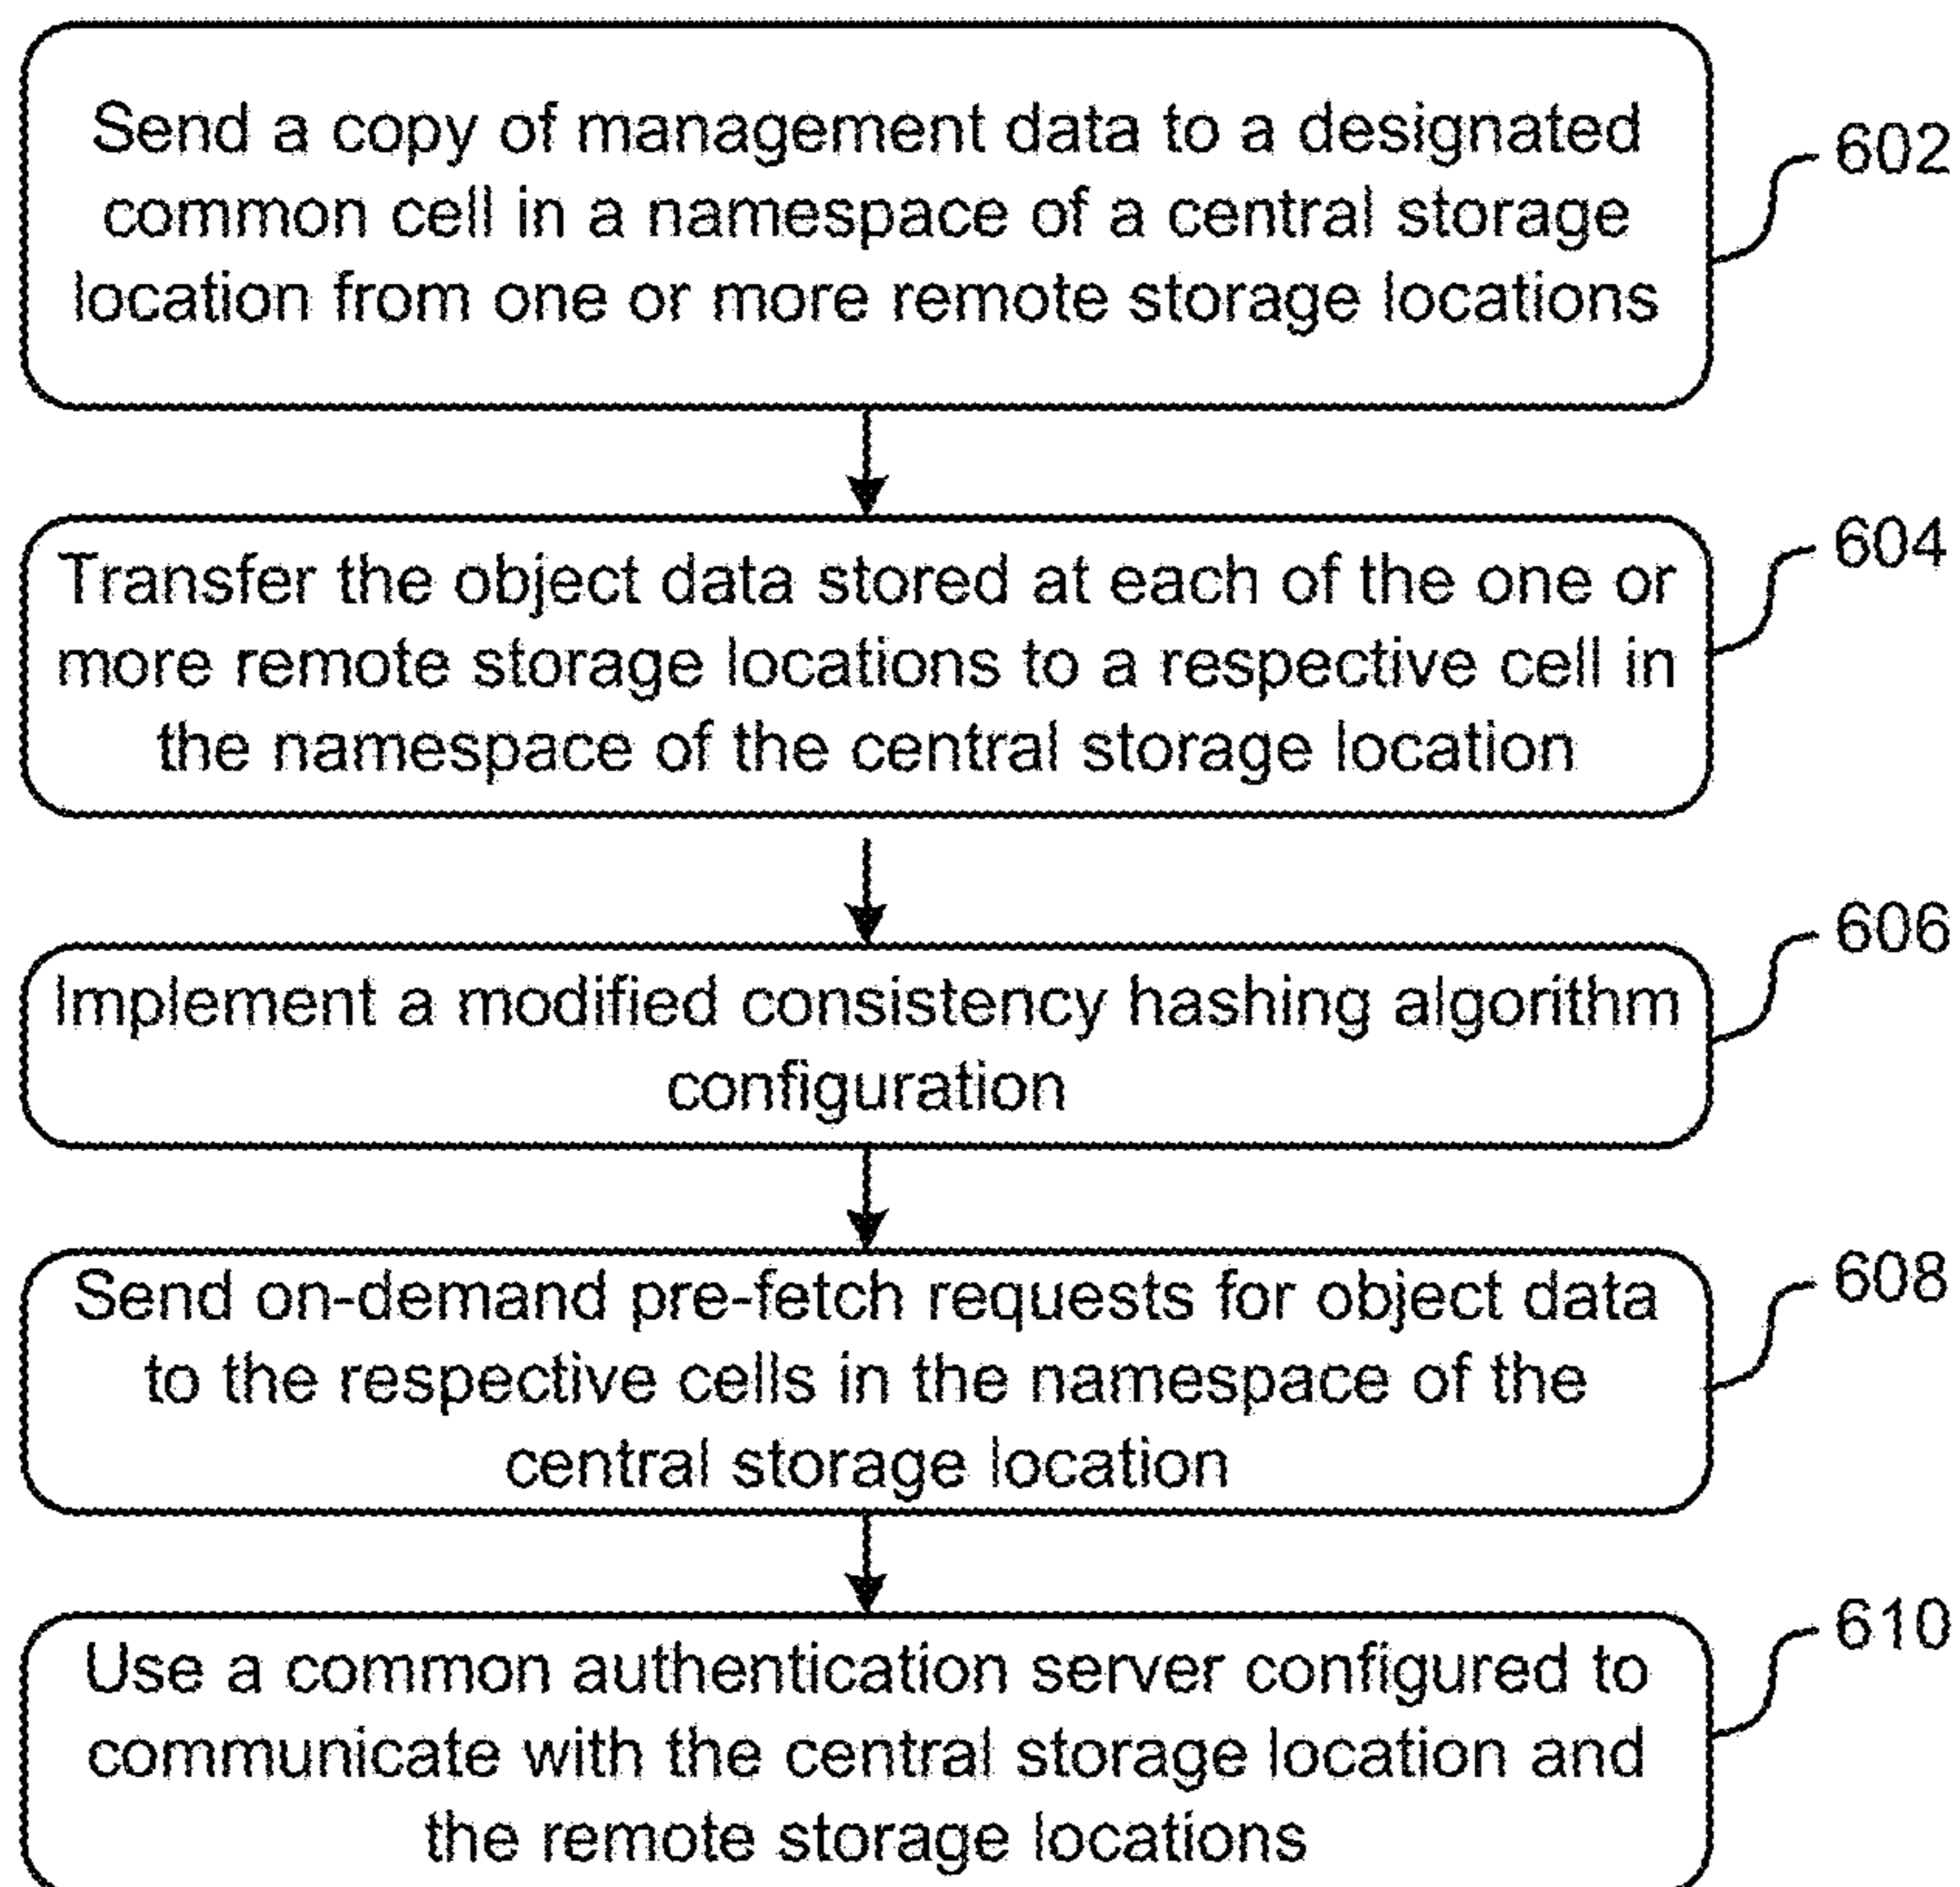 Send a copy of management data to a designated
common cell in a namespace of a central storage
location from one or more remote storage locations
602
Transfer the object data stored at each of the one or
more remote storage locations to a respective cell in
the namespace of the central storage location
604
Implement a modified consistency hashing algorithm
configuration
606
Send on-demand pre-fetch requests for object data
to the respective cells in the namespace of the
central storage location
608
Use a common authentication server configured to
communicate with the central storage location and
the remote storage locations
610